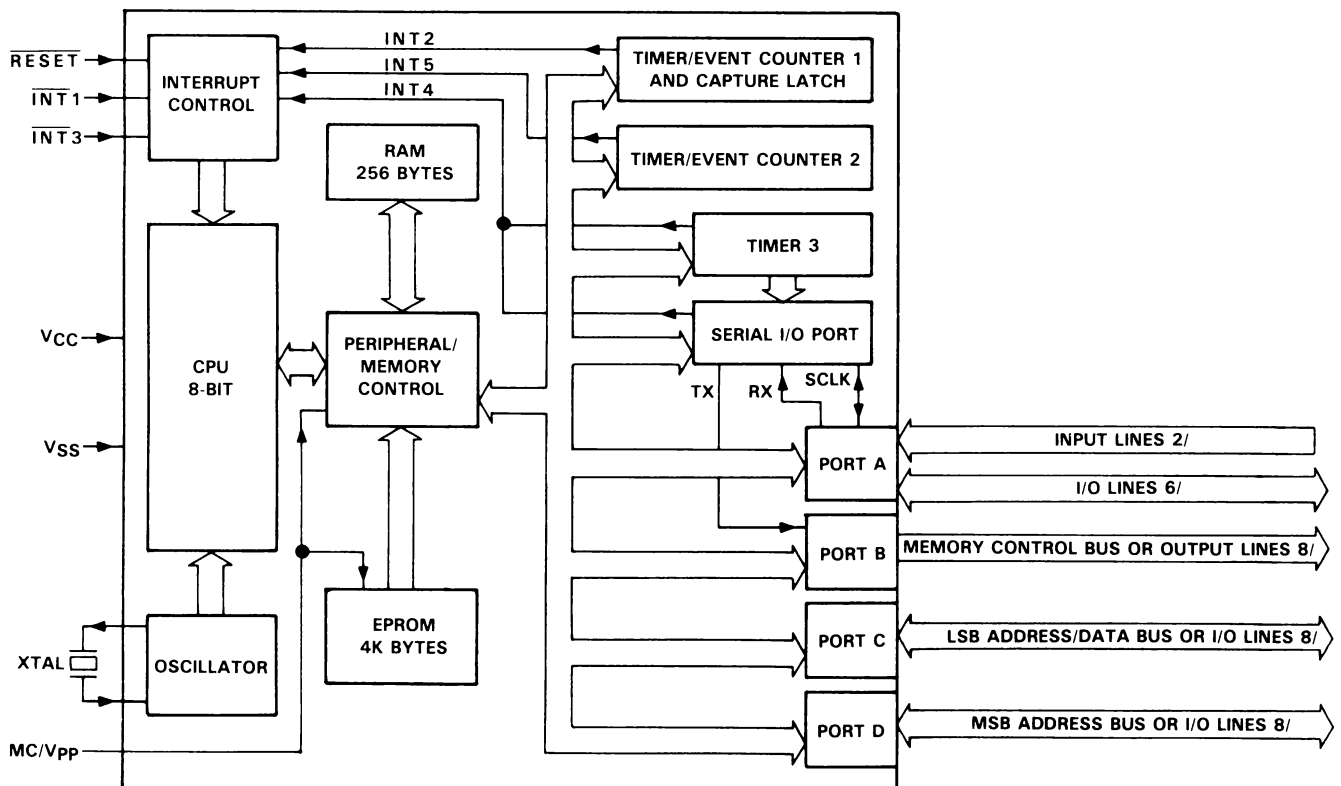 RESET
INT1
INT3
INTERRUPT
CONTROL
INT2
INT5
INT4
TIMER/EVENT COUNTER 1
AND CAPTURE LATCH
TIMER/EVENT COUNTER 2
RAM
256 BYTES
TIMER 3
SERIAL I/O PORT
VCC
CPU
8-BIT
PERIPHERAL/
MEMORY
CONTROL
TX
RX
SCLK
VSS
PORT A
INPUT LINES 2/
I/O LINES 6/
PORT B
MEMORY CONTROL BUS OR OUTPUT LINES 8/
EPROM
4K BYTES
PORT C
LSB ADDRESS/DATA BUS OR I/O LINES 8/
XTAL
OSCILLATOR
PORT D
MSB ADDRESS BUS OR I/O LINES 8/
MC/VPP